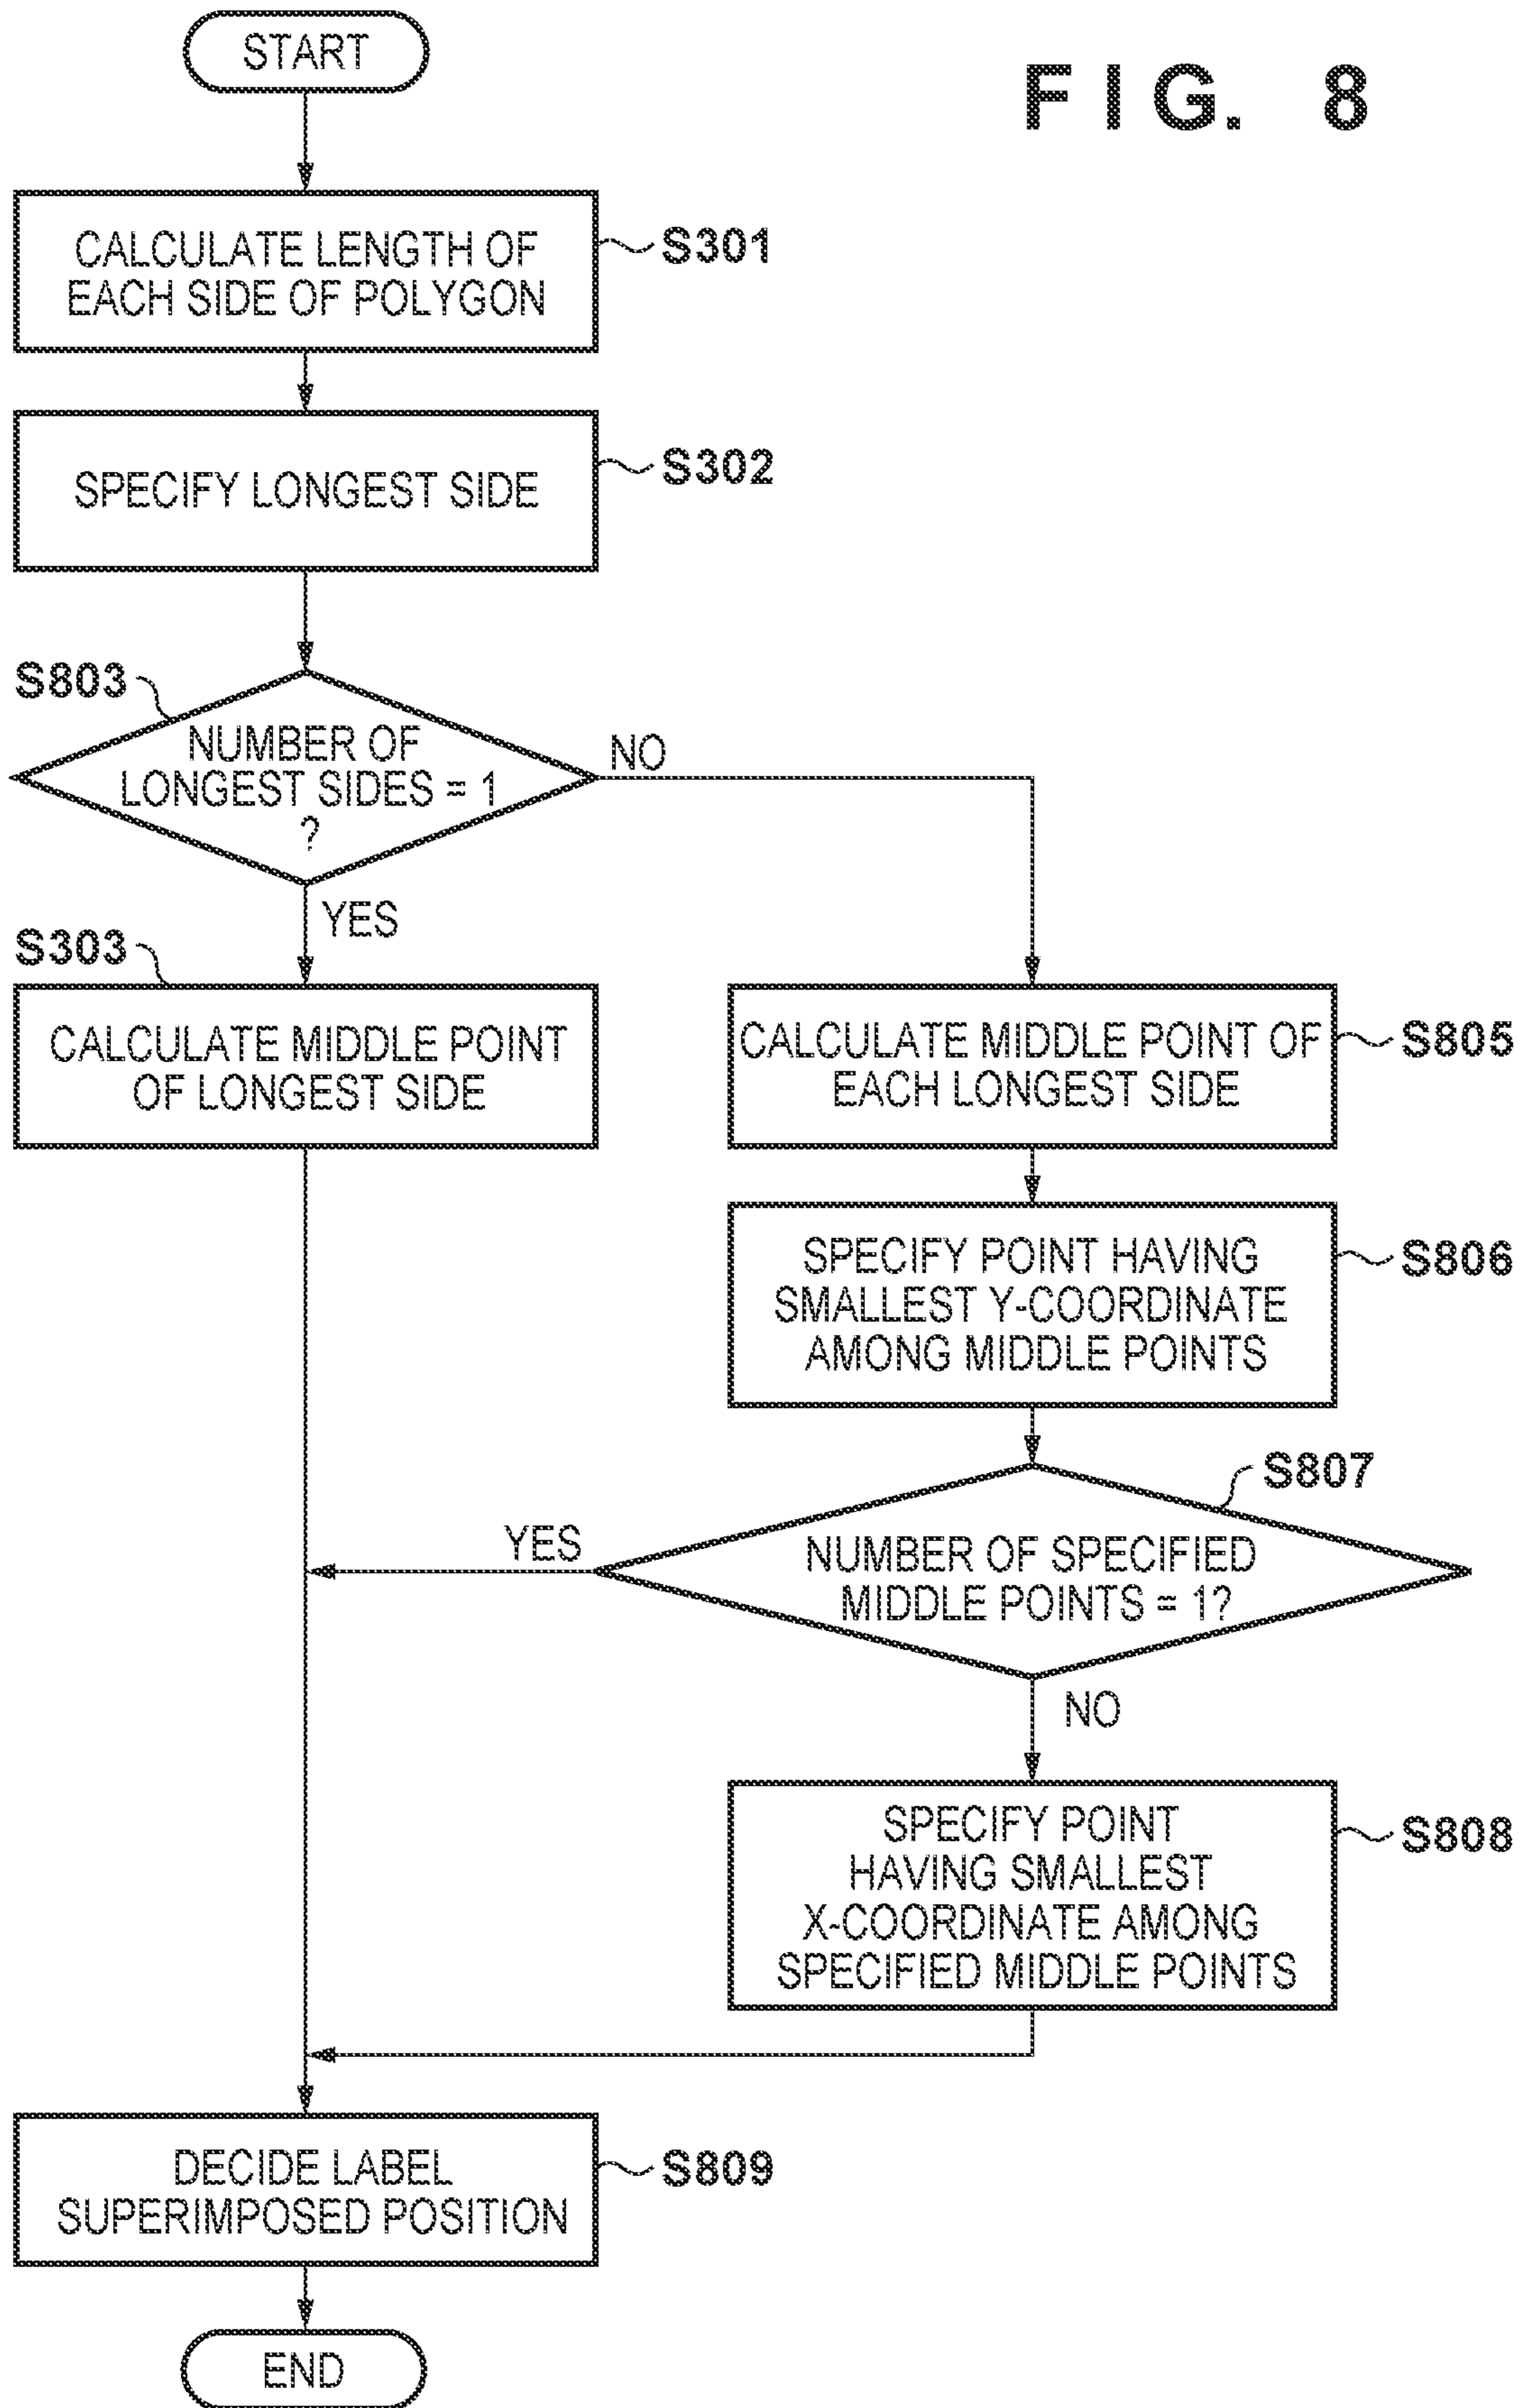 START
FIG. 8
CALCULATE LENGTH OF
EACH SIDE OF POLYGON
S301
SPECIFY LONGEST SIDE
S302
S803
NUMBER OF
LONGEST SIDES = 1
?
NO
YES
S303
CALCULATE MIDDLE POINT
OF LONGEST SIDE
CALCULATE MIDDLE POINT OF
EACH LONGEST SIDE
S805
SPECIFY POINT HAVING
SMALLEST Y-COORDINATE
AMONG MIDDLE POINTS
S806
S807
NUMBER OF SPECIFIED
MIDDLE POINTS = 1?
YES
NO
SPECIFY POINT
HAVING SMALLEST
X-COORDINATE AMONG
SPECIFIED MIDDLE POINTS
S808
DECIDE LABEL
SUPERIMPOSED POSITION
S809
END